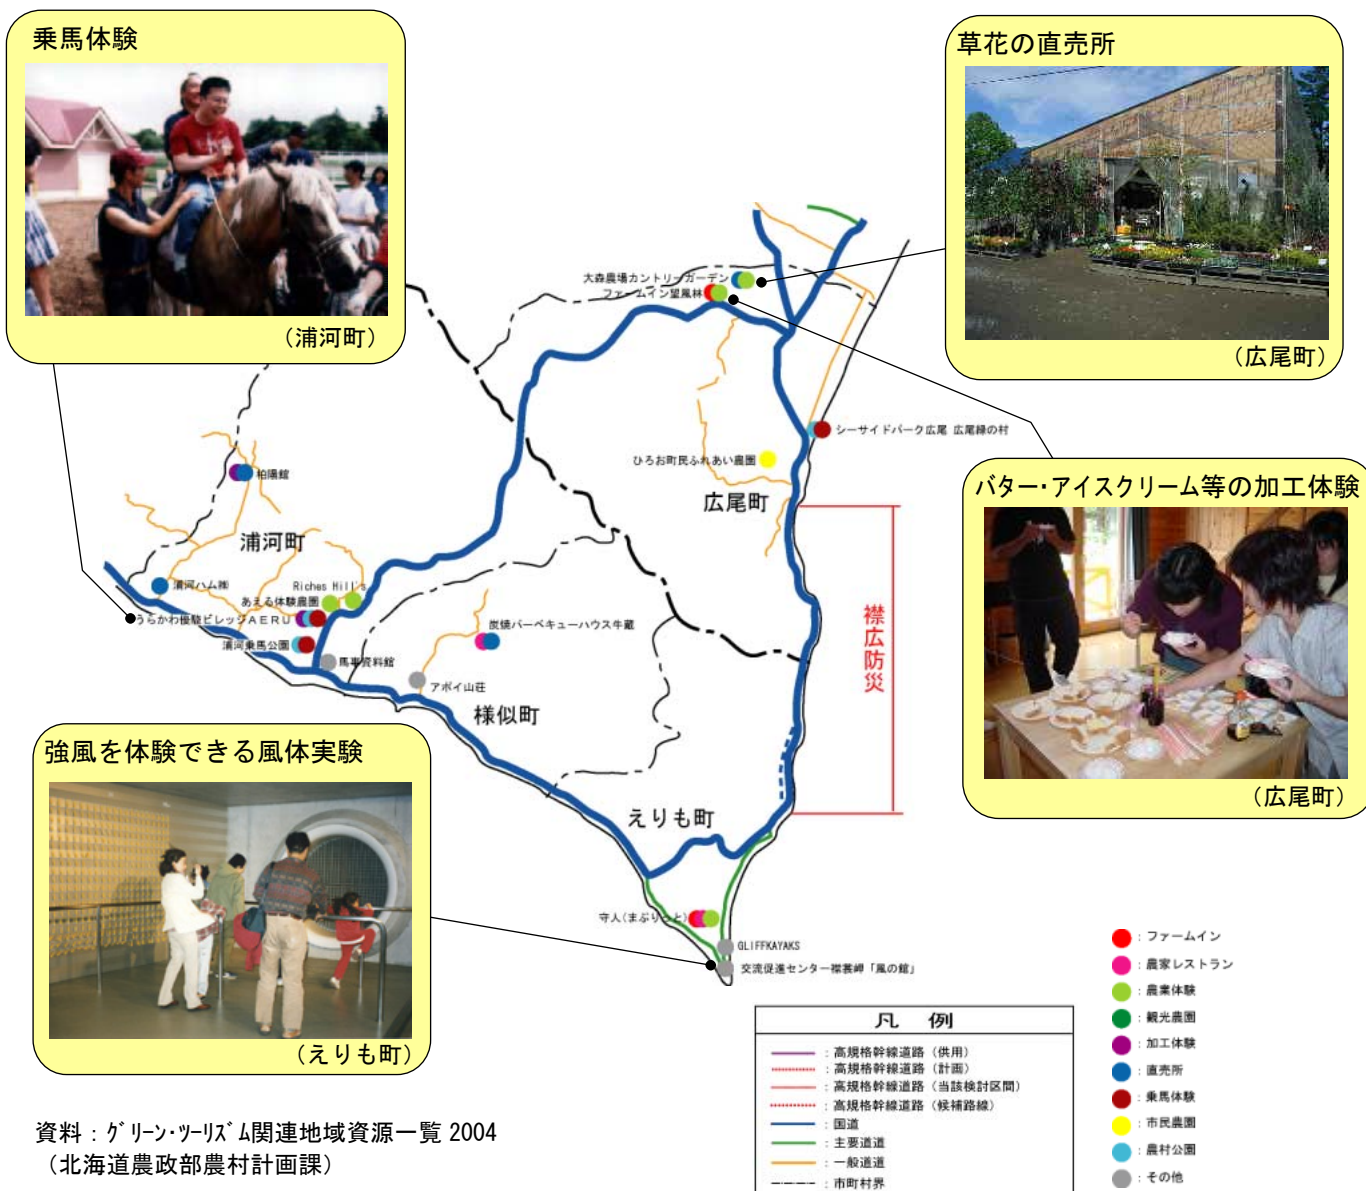 乗馬体験
（浦河町）
草花の直売所
（広尾町）
大森農場カントリーガーデン
ファームイン望風林
シーサイドパーク広尾 広尾緑の村
ひろお町民ふれあい農園
広尾町
バター・アイスクリーム等の加工体験
（広尾町）
柏陽館
浦河町
浦河ハム㈱
Riches Hill's
あえる体験農園
うらかわ優駿ビレッジAERU
浦河乗馬公園
馬事資料館
炭焼バーベキューハウス牛蔵
アポイ山荘
様似町
襟広防災
強風を体験できる風体実験
（えりも町）
えりも町
守人(まぶりっと)
GLIFFKAYAKS
交流促進センター襟裳岬「風の館」
：ファームイン
：農家レストラン
：農業体験
：観光農園
：加工体験
：直売所
：乗馬体験
：市民農園
：農村公園
：その他
凡 例
：高規格幹線道路（供用）
：高規格幹線道路（計画）
：高規格幹線道路（当該検討区間）
：高規格幹線道路（候補路線）
：国道
：主要道道
：一般道道
：市町村界
資料：グリーン・ツーリズム関連地域資源一覧 2004
（北海道農政部農村計画課）